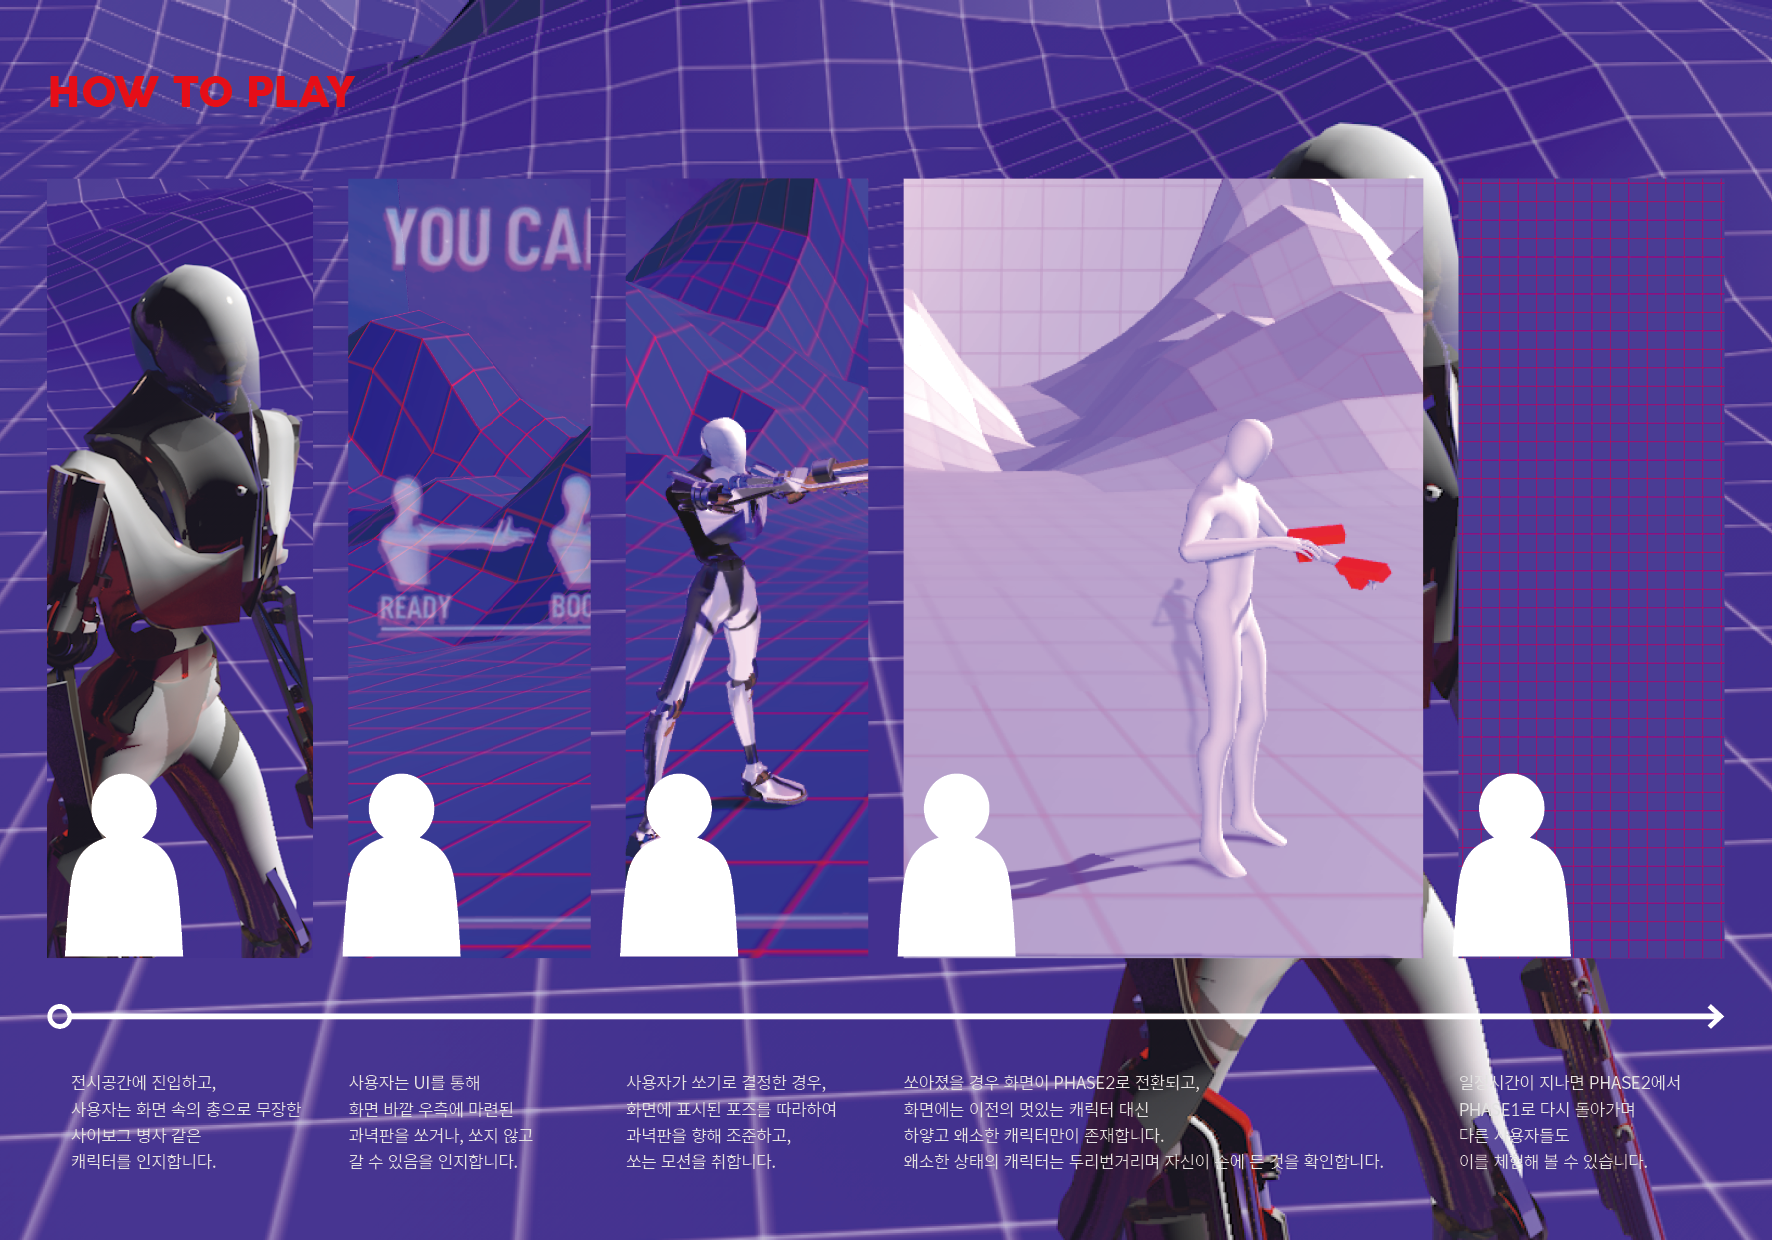 HOW TO PLAY
YOU CA
READY
BOO
전시공간에 진입하고,
사용자는 화면 속의 총으로 무장한
사이보그 병사 같은
캐릭터를 인지합니다.
사용자는 UI를 통해
화면 바깥 우측에 마련된
과녁판을 쏘거나, 쏘지 않고
갈 수 있음을 인지합니다.
사용자가 쏘기로 결정한 경우,
화면에 표시된 포즈를 따라하여
과녁판을 향해 조준하고,
쏘는 모션을 취합니다.
쏘아졌을 경우 화면이 PHASE2로 전환되고,
화면에는 이전의 멋있는 캐릭터 대신
하얗고 왜소한 캐릭터만이 존재합니다.
왜소한 상태의 캐릭터는 두리번거리며 자신이 손에 든 것을 확인합니다.
일정시간이 지나면 PHASE2에서
PHASE1로 다시 돌아가며
다른 사용자들도
이를 체험해 볼 수 있습니다.